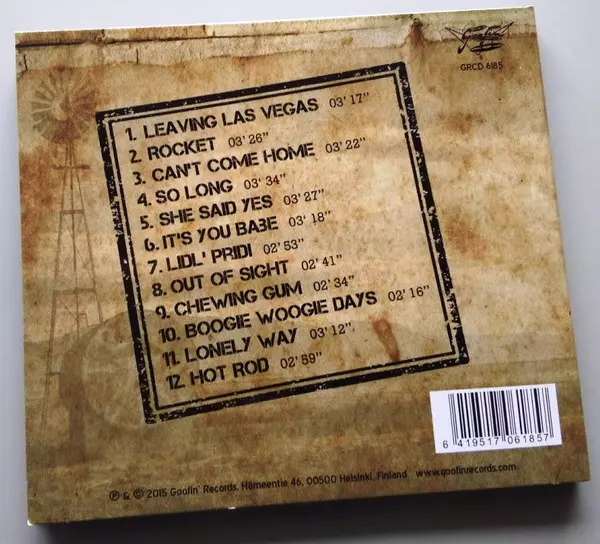 Goofin'
GRCD 6185
1. LEAVING LAS VEGAS 03' 17"
2. ROCKET 03' 26"
3. CAN'T COME HOME 03' 22"
4. SO LONG 03' 34"
5. SHE SAID YES 03' 27"
6. IT'S YOU BABE 03' 18"
7. LIDL' PRIDI 02' 53"
8. OUT OF SIGHT 02' 41"
9. CHEWING GUM 02' 34"
10. BOOGIE WOOGIE DAYS 02' 16"
11. LONELY WAY 03' 12"
12. HOT ROD 02' 59"
6 419517 061857
℗ & © 2015 Goofin' Records, Hämeentie 46, 00500 Helsinki, Finland www.goofinrecords.com